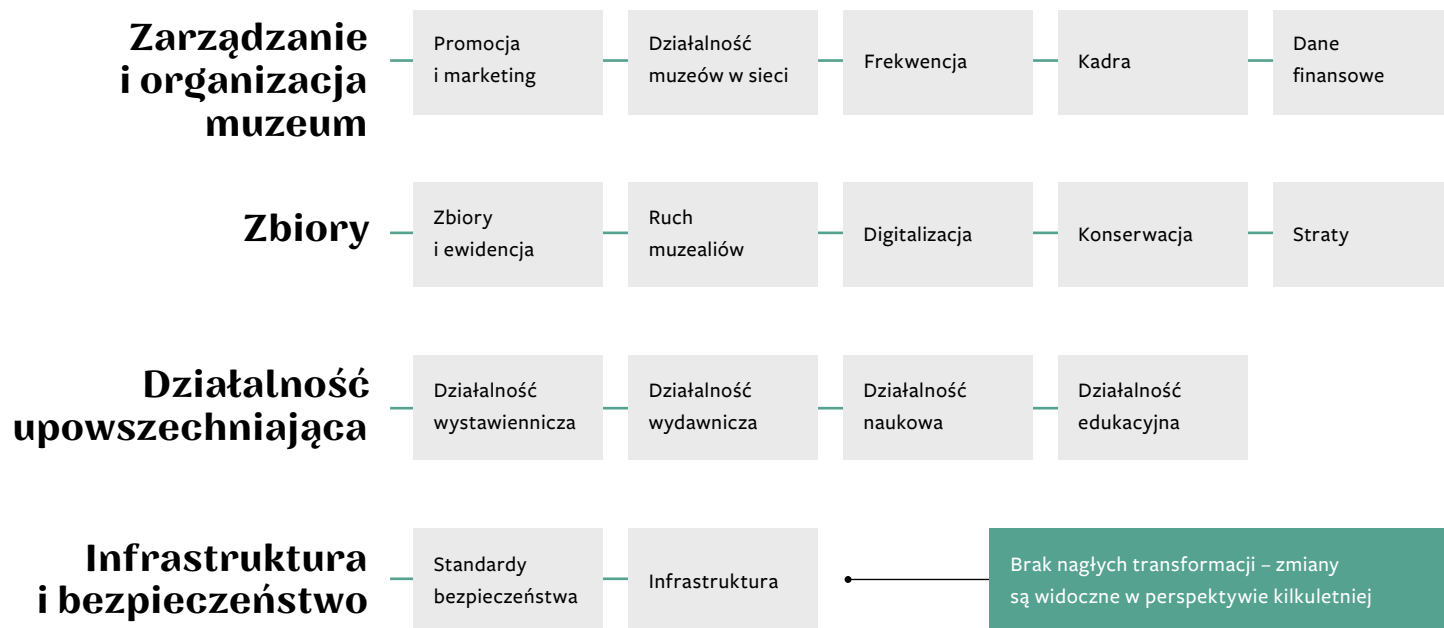 Zarządzanie
i organizacja
muzeum
Promocja
i marketing
Działalność
muzeów w sieci
Frekwencja
Kadra
Dane
finansowe
Zbiory
Zbiory
i ewidencja
Ruch
muzealiów
Digitalizacja
Konserwacja
Straty
Działalność
upowszechniająca
Działalność
wystawiennicza
Działalność
wydawnicza
Działalność
naukowa
Działalność
edukacyjna
Infrastruktura
i bezpieczeństwo
Standardy
bezpieczeństwa
Infrastruktura
Brak nagłych transformacji – zmiany
są widoczne w perspektywie kilkuletniej